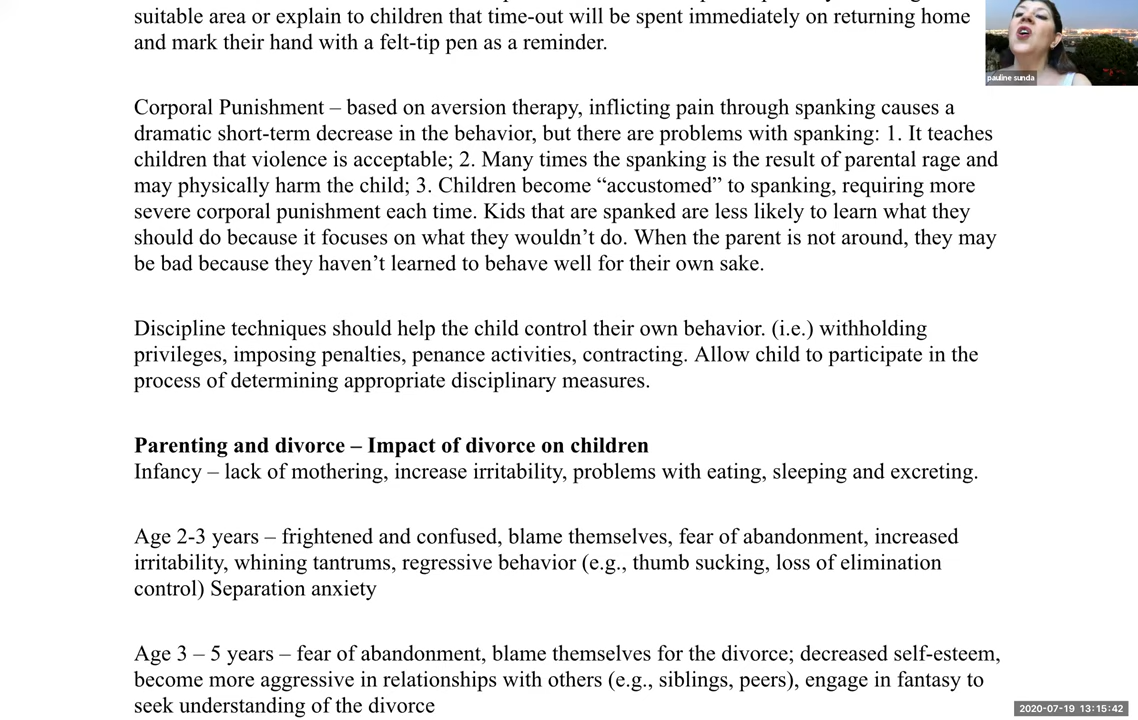 suitable area or explain to children that time-out will be spent immediately on returning home
and mark their hand with a felt-tip pen as a reminder.
pauline sunda
Corporal Punishment – based on aversion therapy, inflicting pain through spanking causes a
dramatic short-term decrease in the behavior, but there are problems with spanking: 1. It teaches
children that violence is acceptable; 2. Many times the spanking is the result of parental rage and
may physically harm the child; 3. Children become “accustomed” to spanking, requiring more
severe corporal punishment each time. Kids that are spanked are less likely to learn what they
should do because it focuses on what they wouldn’t do. When the parent is not around, they may
be bad because they haven’t learned to behave well for their own sake.
Discipline techniques should help the child control their own behavior. (i.e.) withholding
privileges, imposing penalties, penance activities, contracting. Allow child to participate in the
process of determining appropriate disciplinary measures.
Parenting and divorce – Impact of divorce on children
Infancy – lack of mothering, increase irritability, problems with eating, sleeping and excreting.
Age 2-3 years – frightened and confused, blame themselves, fear of abandonment, increased
irritability, whining tantrums, regressive behavior (e.g., thumb sucking, loss of elimination
control) Separation anxiety
Age 3 – 5 years – fear of abandonment, blame themselves for the divorce; decreased self-esteem,
become more aggressive in relationships with others (e.g., siblings, peers), engage in fantasy to
seek understanding of the divorce
2020-07-19 13:15:42